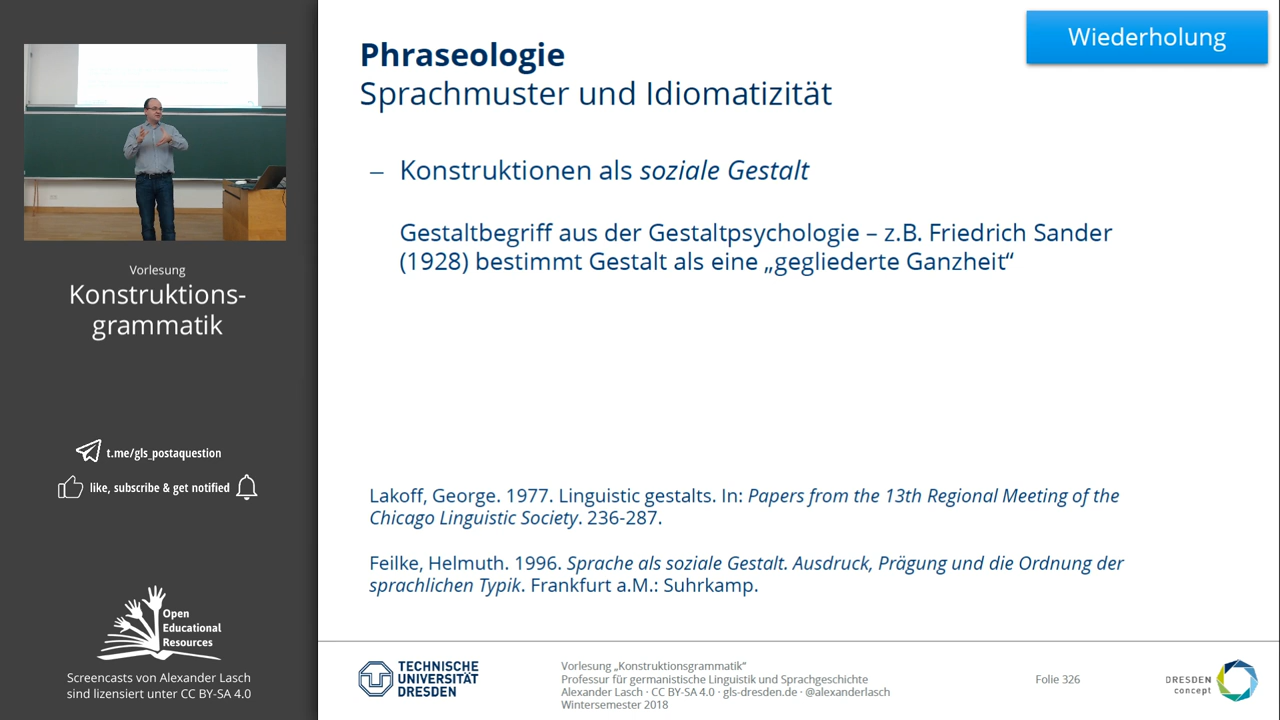 Wiederholung
Phraseologie
Sprachmuster und Idiomatizität
– Konstruktionen als soziale Gestalt
Gestaltbegriff aus der Gestaltpsychologie – z.B. Friedrich Sander
(1928) bestimmt Gestalt als eine „gegliederte Ganzheit“
Lakoff, George. 1977. Linguistic gestalts. In: Papers from the 13th Regional Meeting of the
Chicago Linguistic Society. 236-287.
Feilke, Helmuth. 1996. Sprache als soziale Gestalt. Ausdruck, Prägung und die Ordnung der
sprachlichen Typik. Frankfurt a.M.: Suhrkamp.
Vorlesung
Konstruktions-
grammatik
t.me/gls_postaquestion
like, subscribe & get notified
Open
Educational
Resources
Screencasts von Alexander Lasch
sind lizensiert unter CC BY-SA 4.0
TECHNISCHE
UNIVERSITÄT
DRESDEN
Vorlesung „Konstruktionsgrammatik“
Professur für germanistische Linguistik und Sprachgeschichte
Alexander Lasch · CC BY-SA 4.0 · gls-dresden.de · @alexanderlasch
Wintersemester 2018
Folie 326
DRESDEN
concept